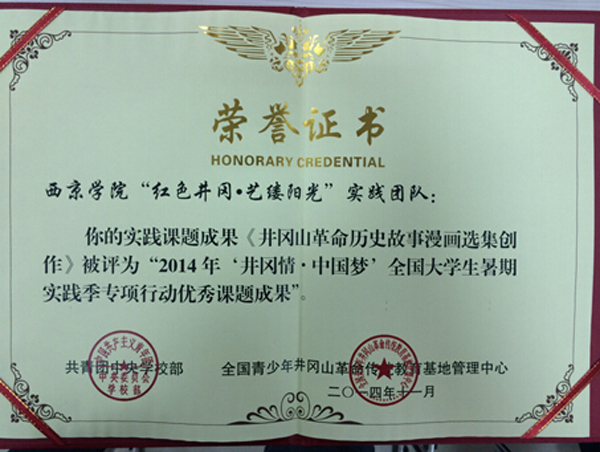 荣誉证书
HONORARY CREDENTIAL
西京学院“红色井冈·艺缕阳光”实践团队：
你的实践课题成果《井冈山革命历史故事漫画选集创
作》被评为“2014年‘井冈情·中国梦’全国大学生暑期
实践季专项行动优秀课题成果”。
共青团中央学校部 全国青少年井冈山革命传统教育基地管理中心
二〇一四年十一月